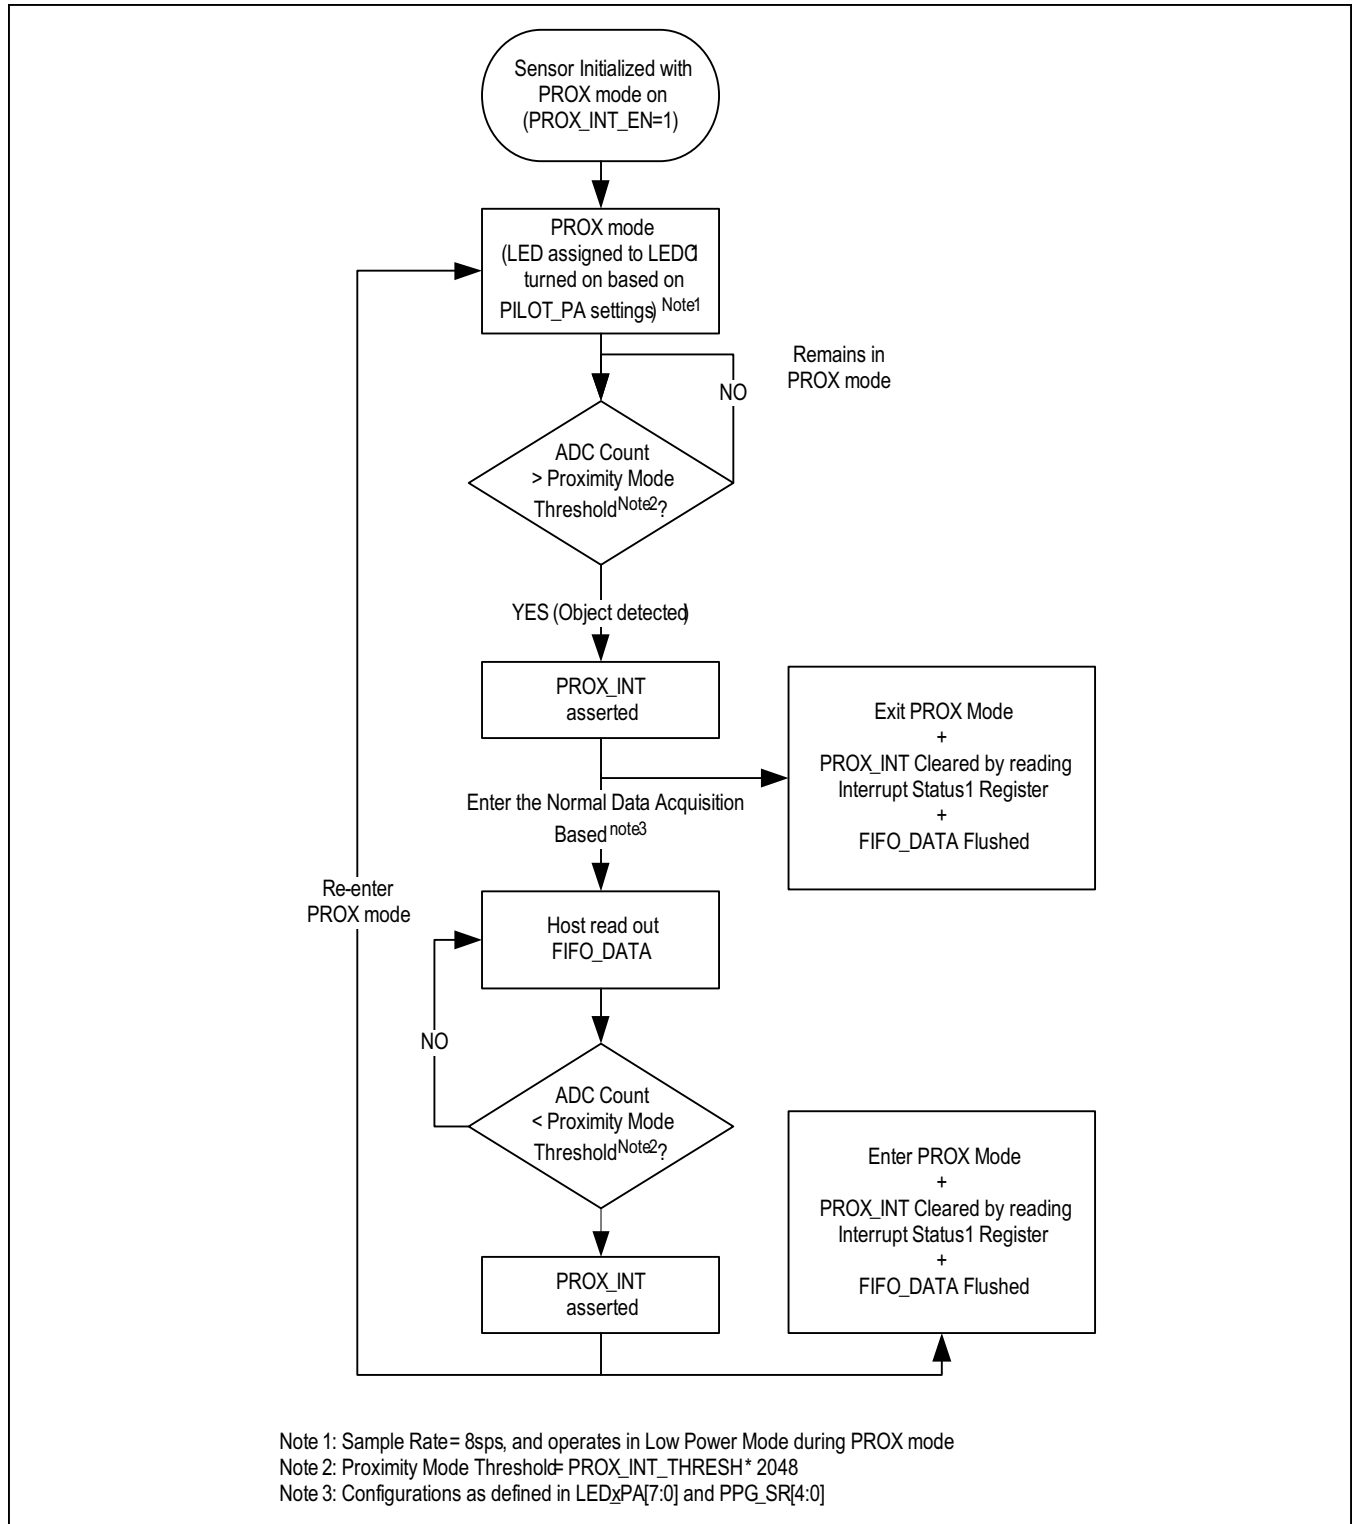 Sensor Initialized with
PROX mode on
(PROX_INT_EN=1)
PROX mode
(LED assigned to LEDC1
turned on based on
PILOT_PA settings) Note1
Remains in
PROX mode
NO
ADC Count
> Proximity Mode
Threshold Note2?
YES (Object detected)
PROX_INT
asserted
Exit PROX Mode
+
PROX_INT Cleared by reading
Interrupt Status1 Register
+
FIFO_DATA Flushed
Enter the Normal Data Acquisition
Based note3
Re-enter
PROX mode
Host read out
FIFO_DATA
NO
ADC Count
< Proximity Mode
Threshold Note2?
Enter PROX Mode
+
PROX_INT Cleared by reading
Interrupt Status1 Register
+
FIFO_DATA Flushed
PROX_INT
asserted
Note 1: Sample Rate = 8sps, and operates in Low Power Mode during PROX mode
Note 2: Proximity Mode Threshold = PROX_INT_THRESH * 2048
Note 3: Configurations as defined in LEDx_PA[7:0] and PPG_SR[4:0]